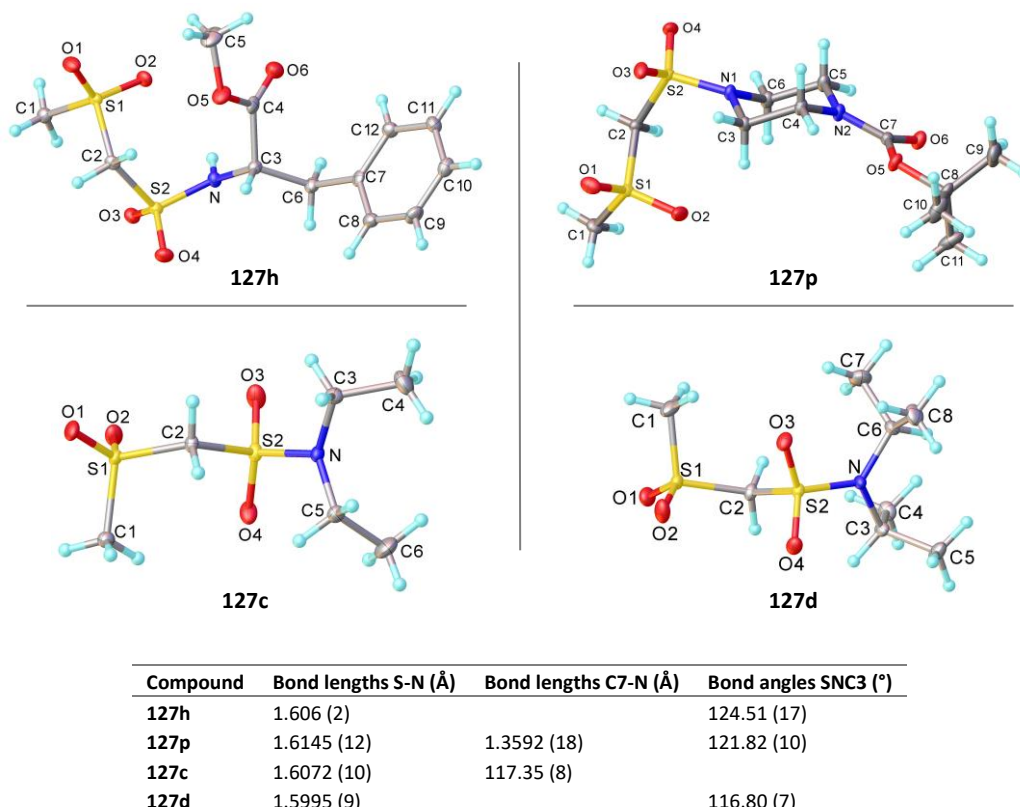 O1
O2
C5
O6
O5
C4
S1
C1
C12
C11
C2
C3
C10
S2
N
C7
O3
C6
C8
C9
O4
127h
O4
O3
S2
N1
C6
C5
C2
C3
C4
N2
C7
O6
C9
O5
C8
O1
S1
C10
O2
C1
C11
127p
O3
C3
C4
O1
O2
C2
S2
N
S1
C5
C1
O4
C6
127c
C7
C1
O3
C8
C6
S1
N
O1
C2
S2
C4
O2
C3
C5
O4
127d
Compound Bond lengths S-N (Å) Bond lengths C7-N (Å) Bond angles SNC3 (°)
127h 1.606 (2) 124.51 (17)
127p 1.6145 (12) 1.3592 (18) 121.82 (10)
127c 1.6072 (10) 117.35 (8)
127d 1.5995 (9) 116.80 (7)